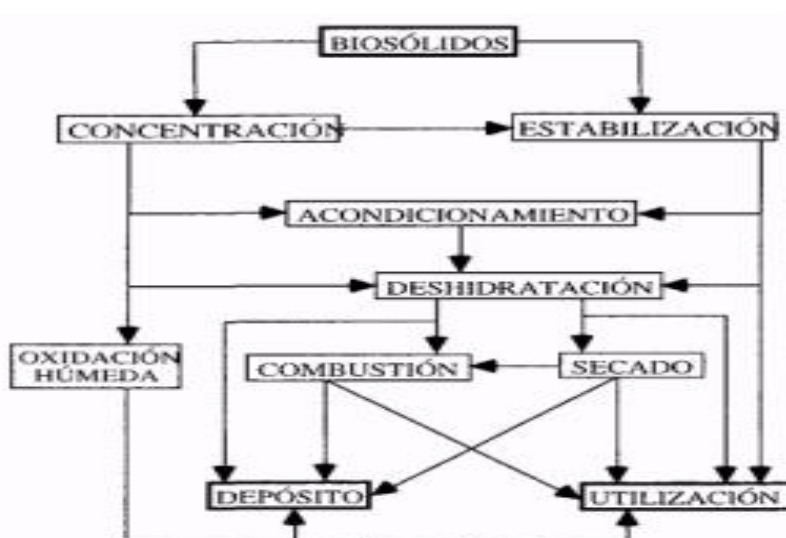 BIOSÓLIDOS
CONCENTRACIÓN
ESTABILIZACIÓN
ACONDICIONAMIENTO
DESHIDRATACIÓN
OXIDACIÓN
HÚMEDA
COMBUSTIÓN
SECADO
DEPÓSITO
UTILIZACIÓN